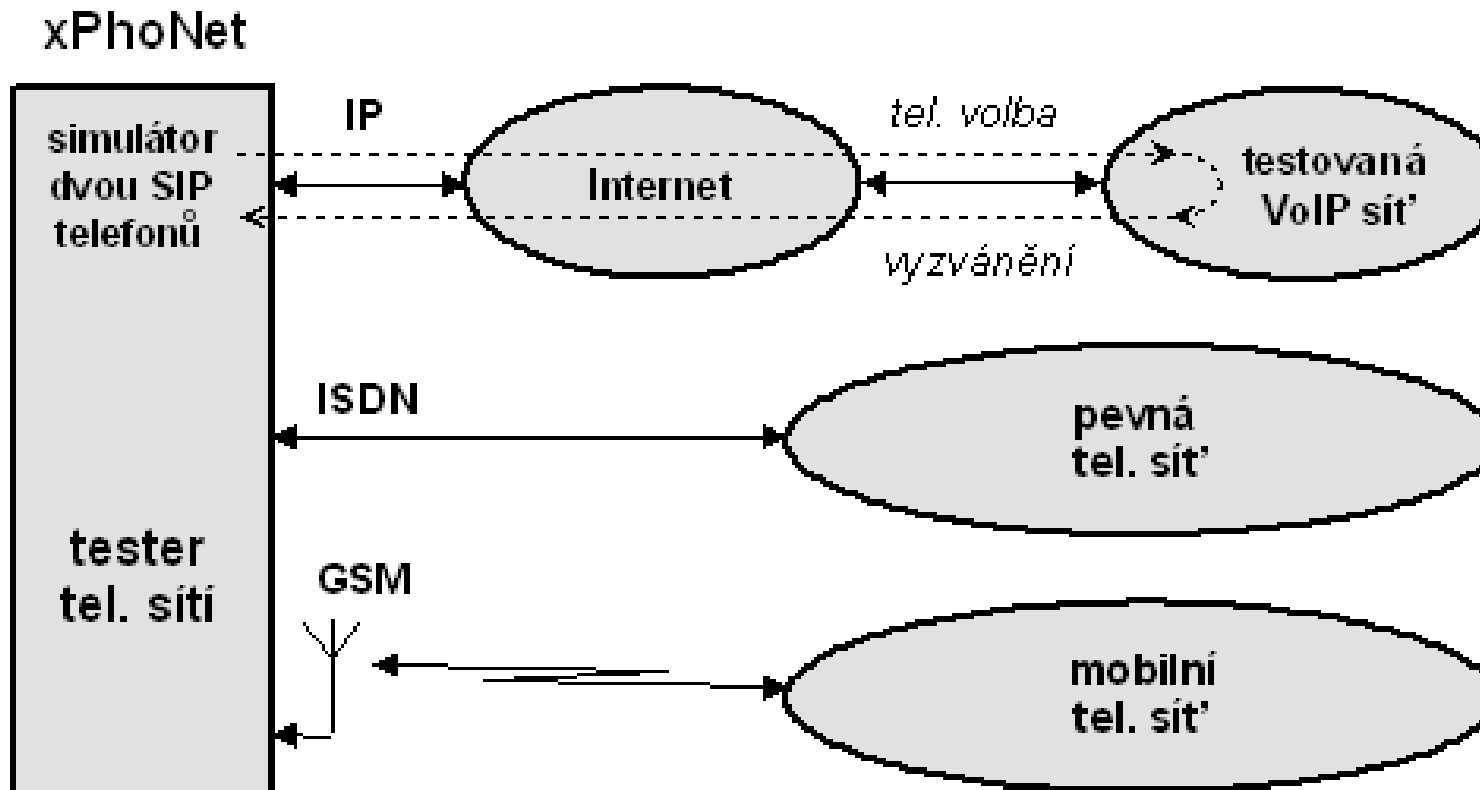 xPhoNet
simulátor
dvou SIP
telefonů
IP
Internet
tel. volba
vyzvánění
testovaná
VoIP síť
ISDN
pevná
tel. síť
tester
tel. sítí
GSM
mobilní
tel. síť